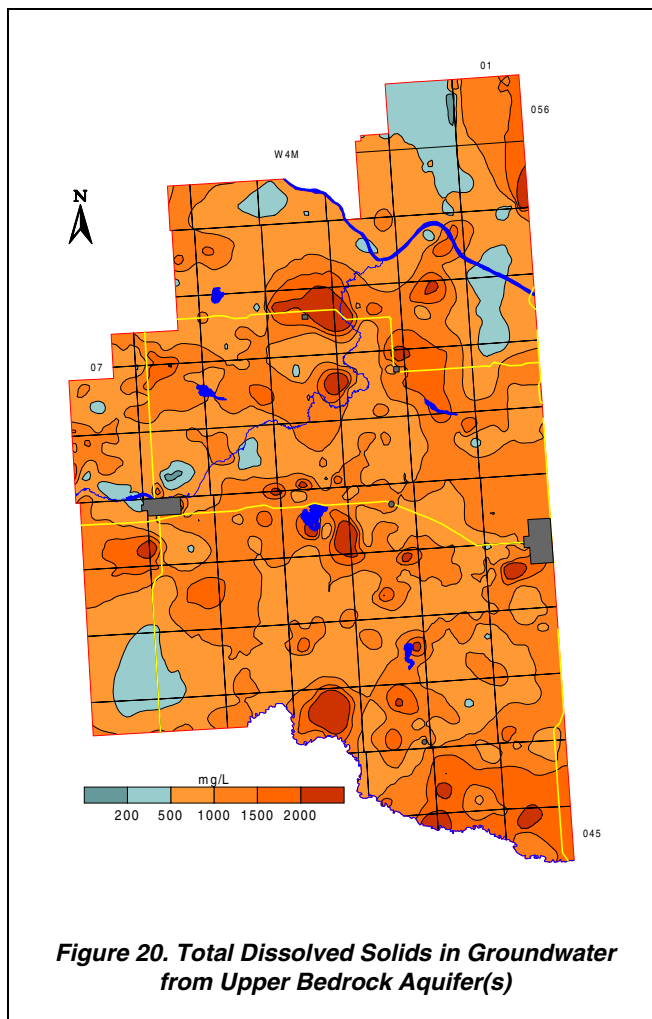 01
056
W4M
N
07
mg/L
200 500 1000 1500 2000
045
Figure 20. Total Dissolved Solids in Groundwater
from Upper Bedrock Aquifer(s)